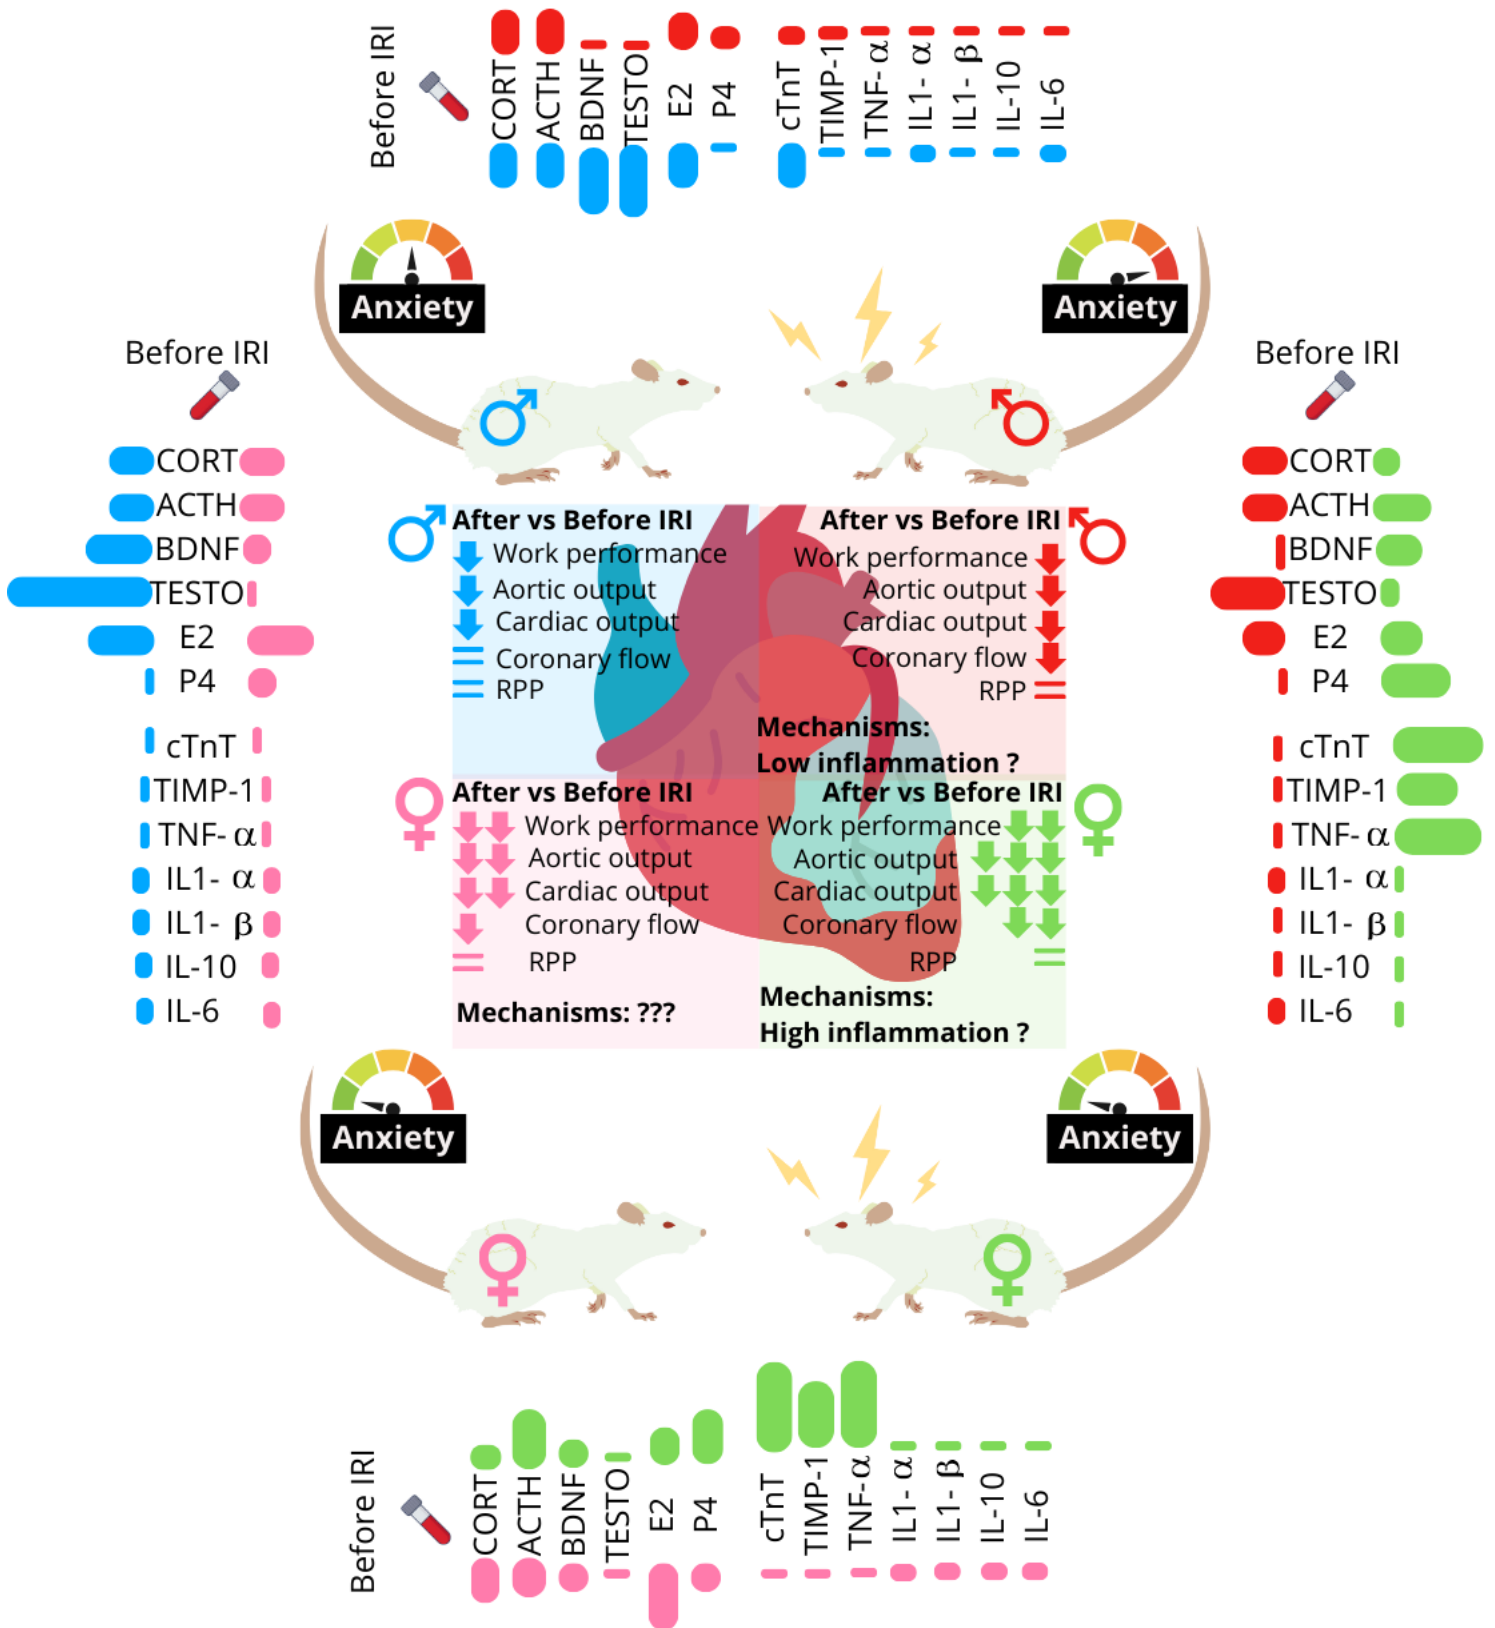 Before IRI
CORT
ACTH
BDNF
TESTO
E2
P4
cTnT
TIMP-1
TNF- α
IL1- α
IL1- β
IL-10
IL-6
Anxiety
Anxiety
Before IRI
CORT
ACTH
BDNF
TESTO
E2
P4
cTnT
TIMP-1
TNF- α
IL1- α
IL1- β
IL-10
IL-6
Before IRI
CORT
ACTH
BDNF
TESTO
E2
P4
cTnT
TIMP-1
TNF- α
IL1- α
IL1- β
IL-10
IL-6
After vs Before IRI
Work performance
Aortic output
Cardiac output
Coronary flow
RPP
After vs Before IRI
Work performance
Aortic output
Cardiac output
Coronary flow
RPP
Mechanisms:
Low inflammation ?
After vs Before IRI
Work performance
Aortic output
Cardiac output
Coronary flow
RPP
Mechanisms: ???
After vs Before IRI
Work performance
Aortic output
Cardiac output
Coronary flow
RPP
Mechanisms:
High inflammation ?
Anxiety
Anxiety
Before IRI
CORT
ACTH
BDNF
TESTO
E2
P4
cTnT
TIMP-1
TNF- α
IL1- α
IL1- β
IL-10
IL-6